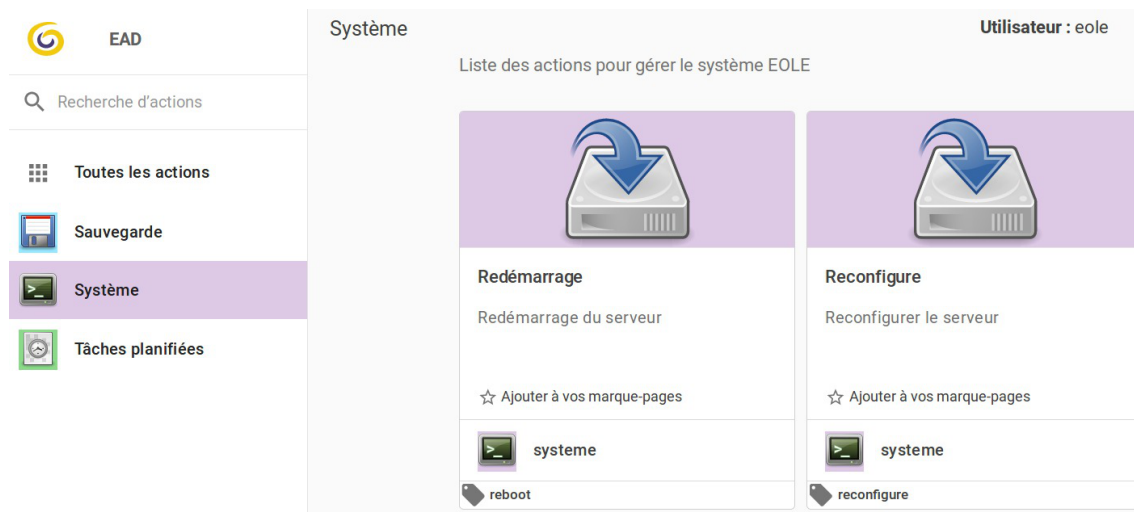 EAD
Recherche d'actions
Toutes les actions
Sauvegarde
Système
Tâches planifiées
Système
Utilisateur : eole
Liste des actions pour gérer le système EOLE
Redémarrage
Redémarrage du serveur
Ajouter à vos marque-pages
systeme
reboot
Reconfigure
Reconfigurer le serveur
Ajouter à vos marque-pages
systeme
reconfigure